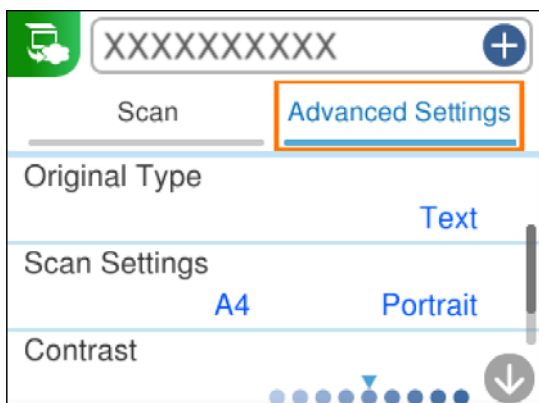 XXXXXXXXXX
Scan Advanced Settings
Original Type
Text
Scan Settings
A4 Portrait
Contrast